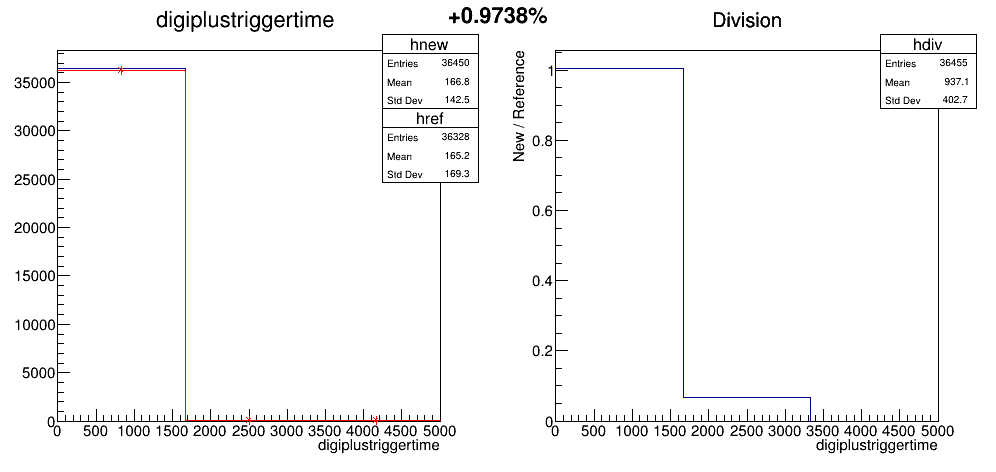 digiplustriggertime
+0.9738%
Division
hnew
Entries 36450
Mean 166.8
Std Dev 142.5
href
Entries 36328
Mean 165.2
Std Dev 169.3
35000
30000
25000
20000
15000
10000
5000
0
0 500 1000 1500 2000 2500 3000 3500 4000 4500 5000
digiplustriggertime
hdiv
Entries 36455
Mean 937.1
Std Dev 402.7
New / Reference
1
0.8
0.6
0.4
0.2
0
0 500 1000 1500 2000 2500 3000 3500 4000 4500 5000
digiplustriggertime